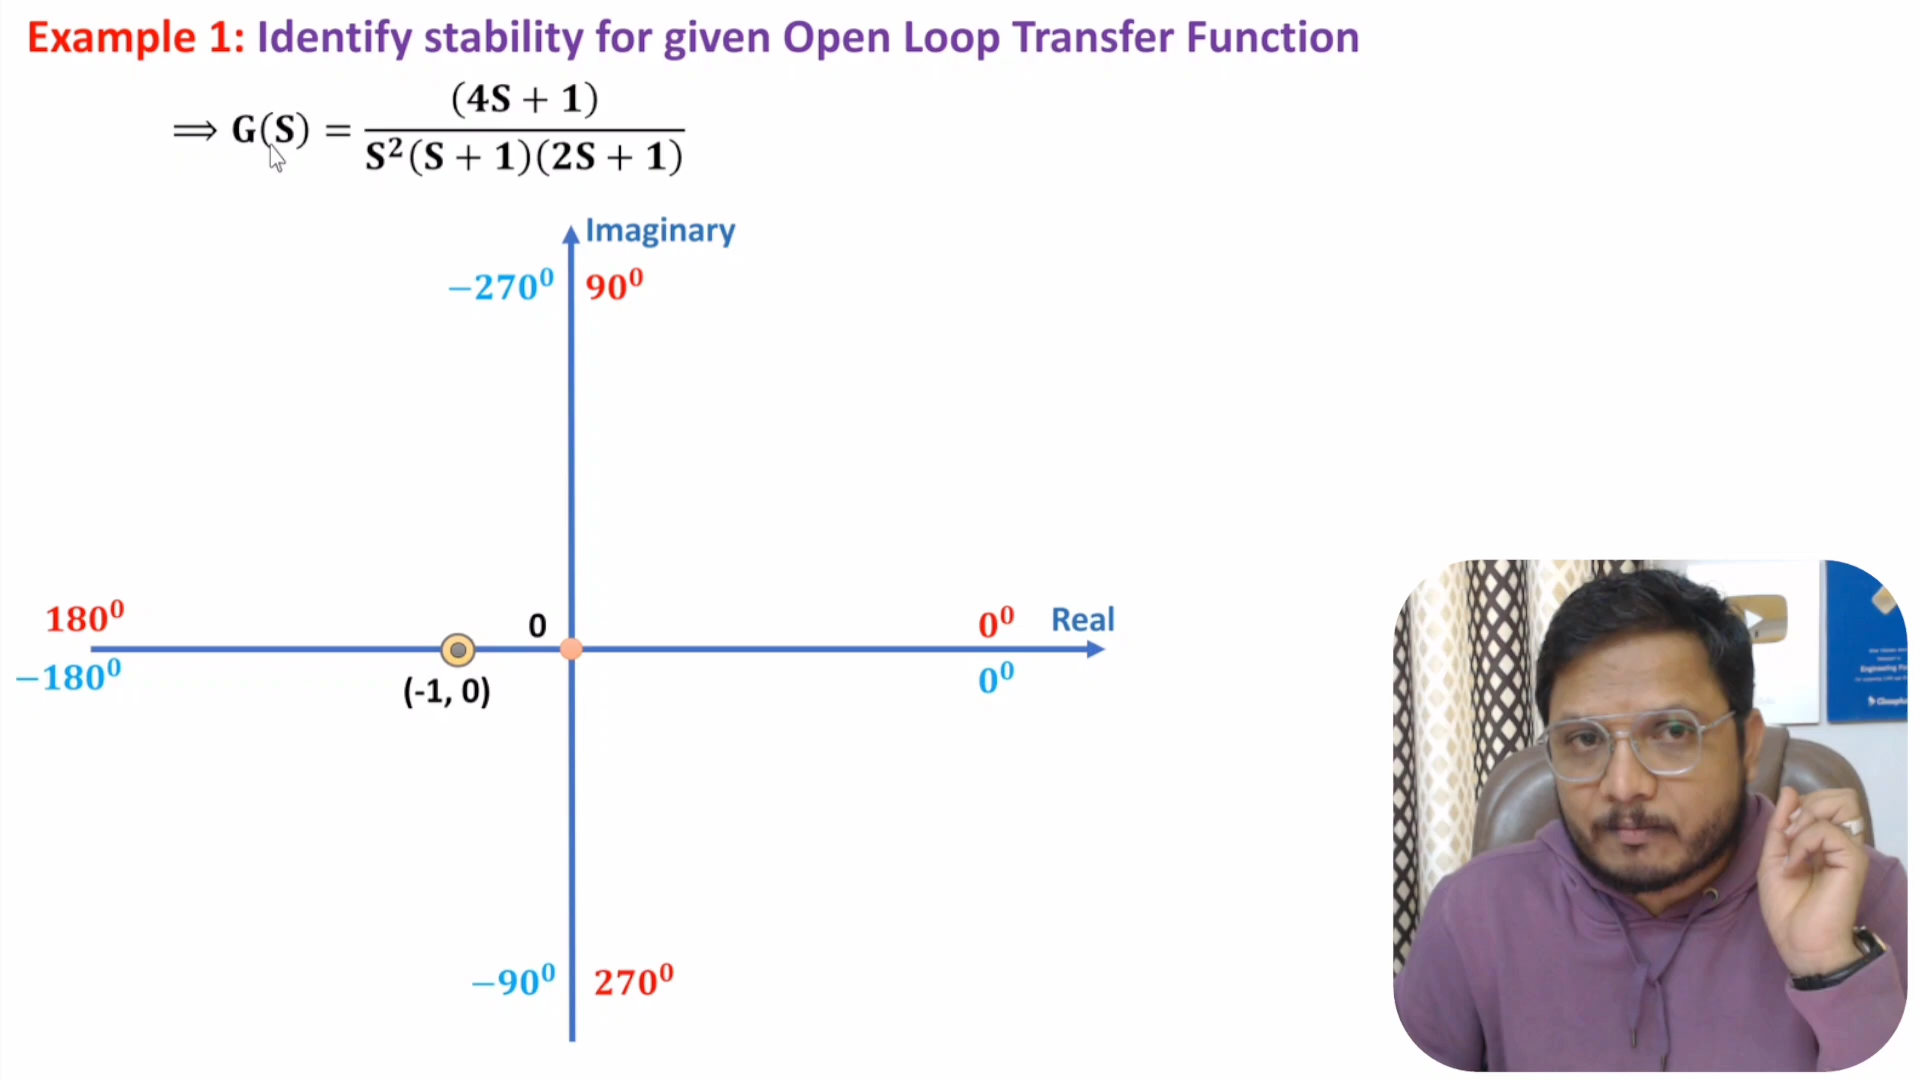 Example 1: Identify stability for given Open Loop Transfer Function
⟹ G(S) = (4S + 1) / S²(S + 1)(2S + 1)
Imaginary
−270⁰ 90⁰
180⁰ 0 0⁰ Real
−180⁰ (-1, 0) 0⁰
−90⁰ 270⁰